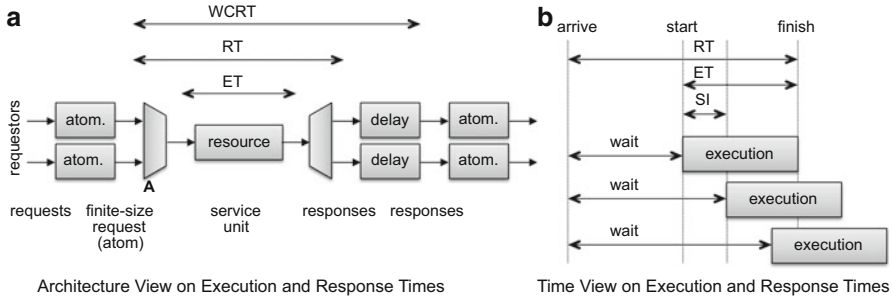 a
WCRT
RT
ET
requestors
atom.
atom.
A
resource
delay
delay
atom.
atom.
requests
finite-size
request
(atom)
service
unit
responses
responses
Architecture View on Execution and Response Times
b
arrive
start
finish
RT
ET
SI
wait
execution
wait
execution
wait
execution
Time View on Execution and Response Times